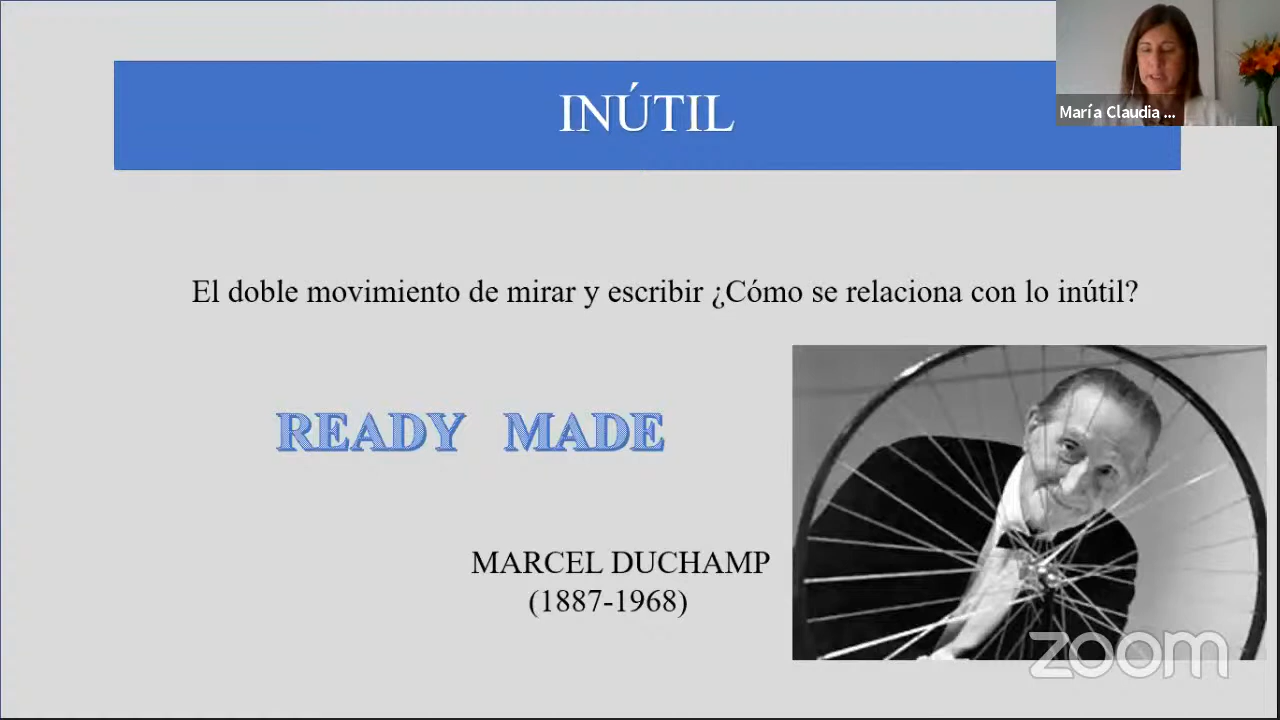 INÚTIL
María Claudia ...
El doble movimiento de mirar y escribir ¿Cómo se relaciona con lo inútil?
READY MADE
MARCEL DUCHAMP
(1887-1968)
zoom